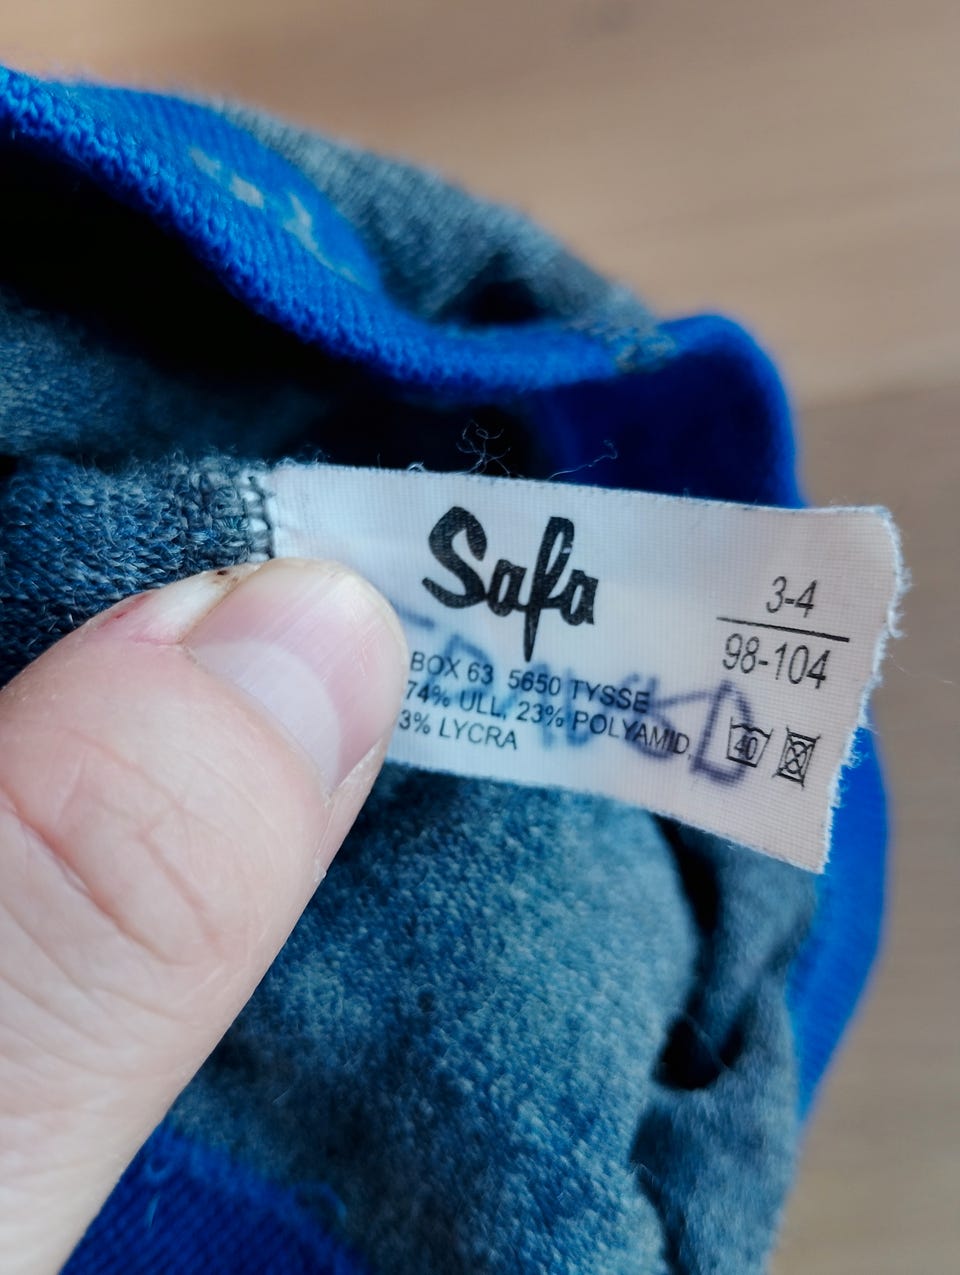 Safa
3-4
98-104
BOX 63 5650 TYSSE
74% ULL, 23% POLYAMID,
3% LYCRA
40